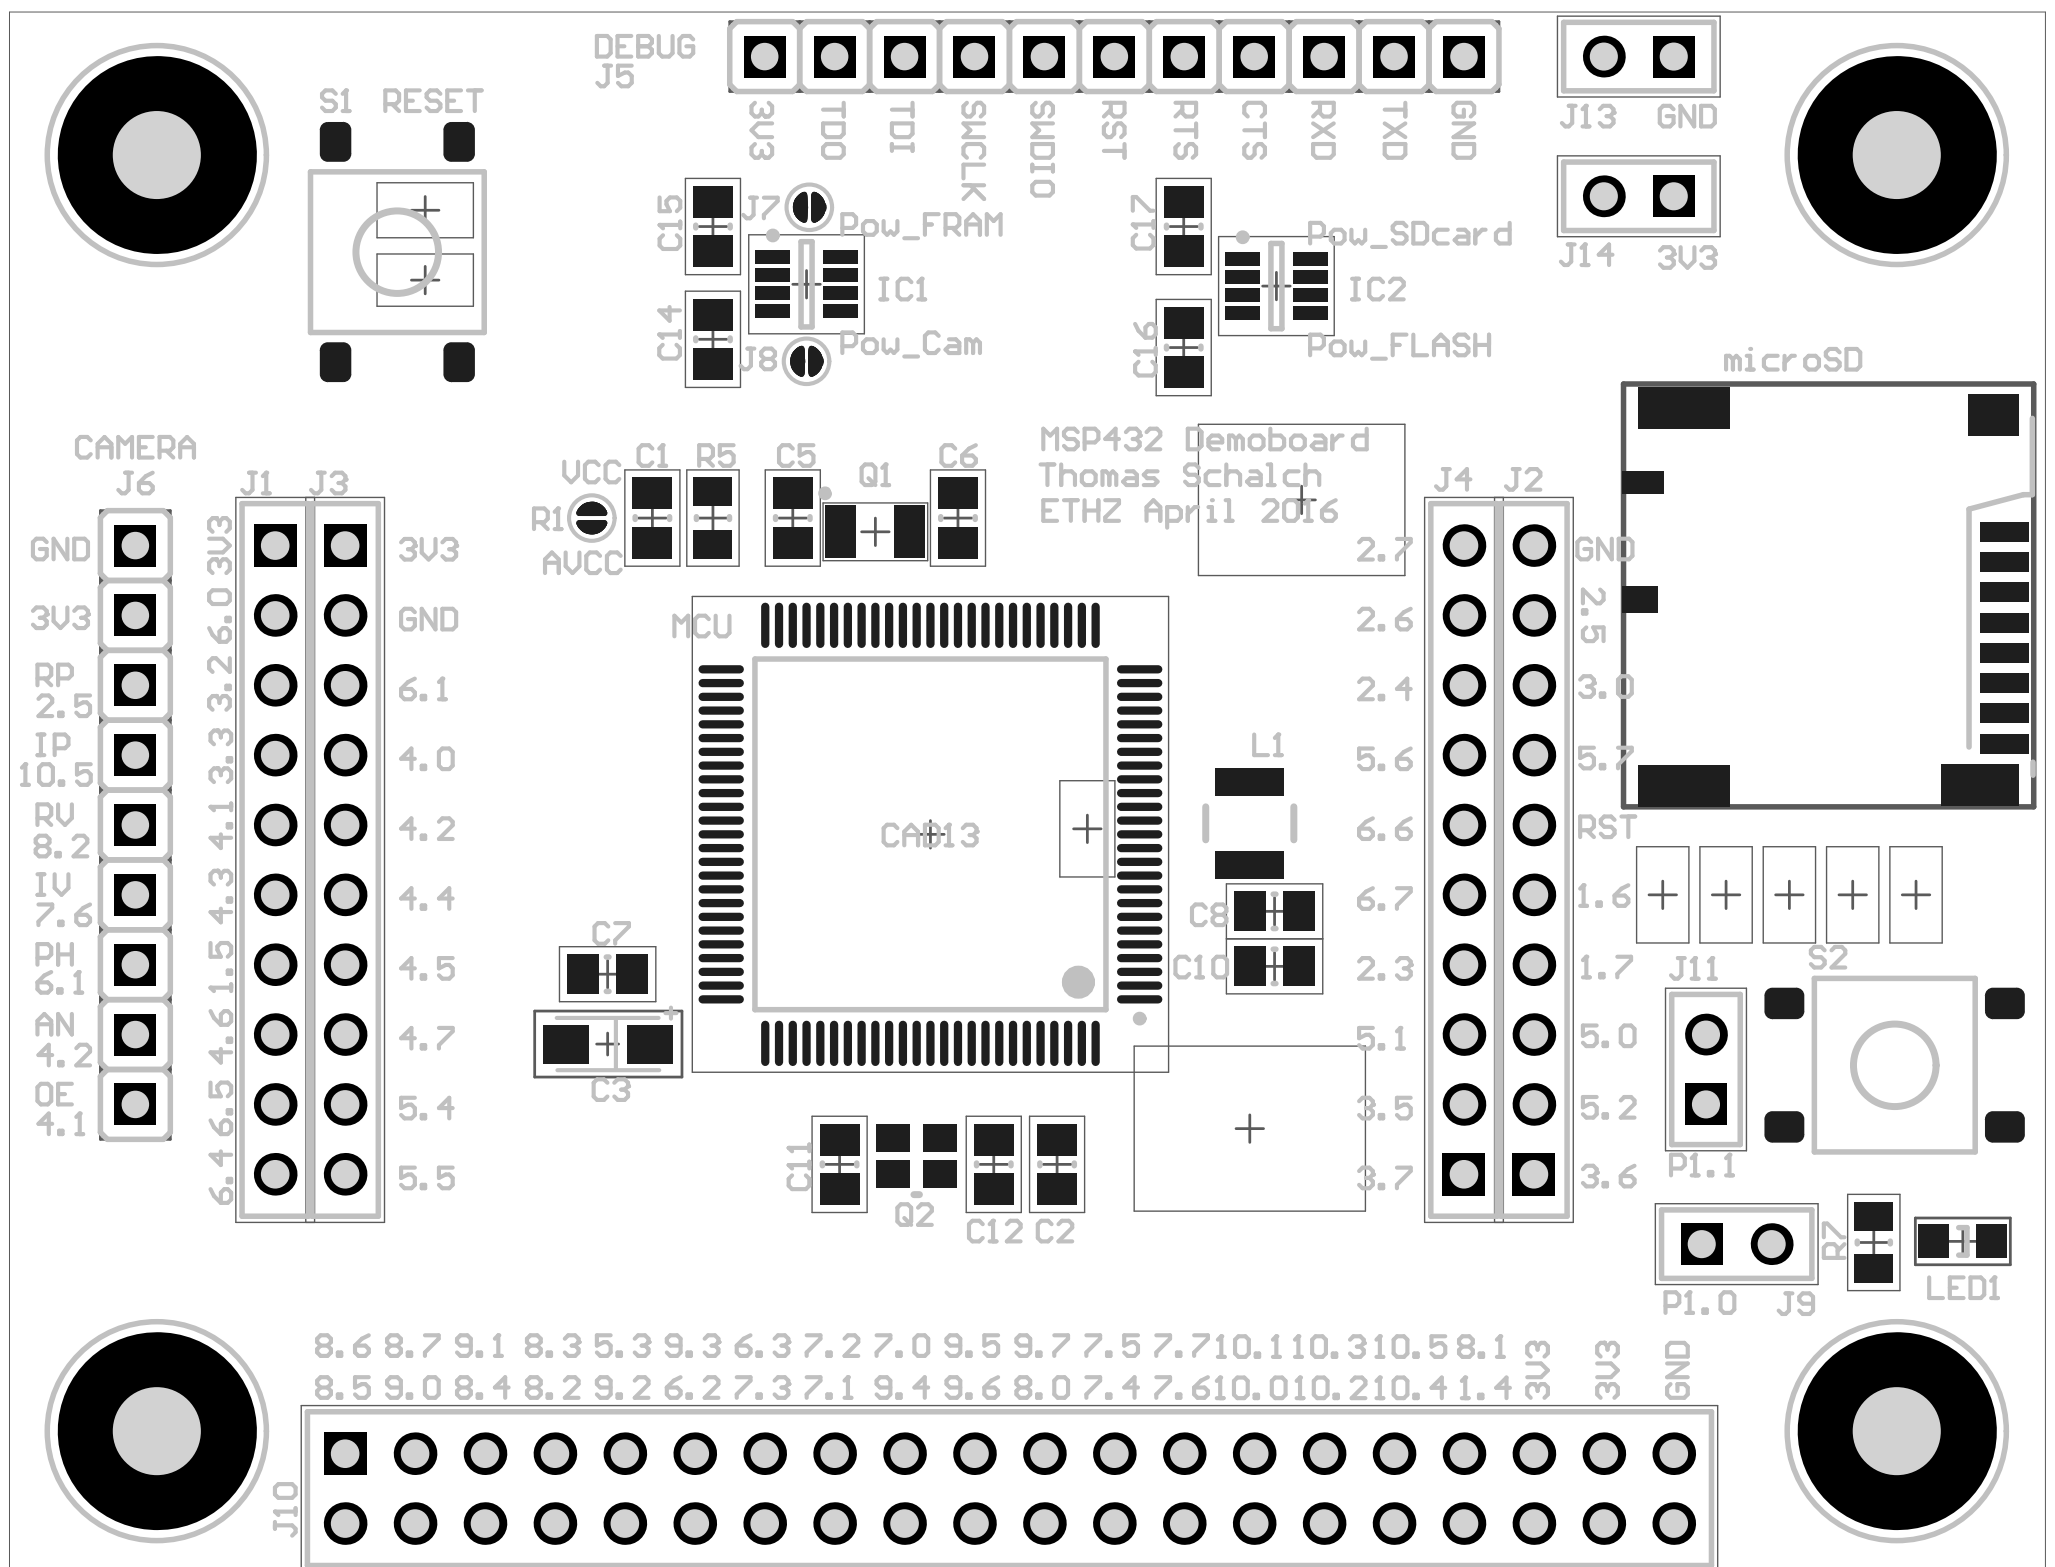 DEBUG
J5
3V3
TDO
TDI
SWCLK
SWDIO
RST
RTS
CTS
RXD
TXD
GND
J13 GND
J14 3V3
S1 RESET
C15
J7
Pow_FRAM
IC1
C14
J8
Pow_Cam
C17
Pow_SDcard
IC2
C16
Pow_FLASH
microSD
MSP432 Demoboard
Thomas Schalch
ETHZ April 2016
CAMERA
J6
GND
3V3
RP
2.5
IP
10.5
RV
8.2
IV
7.6
PH
6.1
AN
4.2
OE
4.1
J1 J3
3V3
6.0
3.2
3.3
4.1
4.3
1.5
4.6
6.5
6.4
3V3
GND
6.1
4.0
4.2
4.4
4.5
4.7
5.4
5.5
VCC
R1
AVCC
C1
R5
C5
Q1
C6
MCU
CAD13
L1
C8
C10
C7
+
C3
C11
Q2
C12
C2
J4 J2
2.7
2.6
2.4
5.6
6.6
6.7
2.3
5.1
3.5
3.7
GND
2.5
3.0
5.7
RST
1.6
1.7
5.0
5.2
3.6
J11
P1.1
S2
P1.0 J9
R7
LED1
8.6 8.7 9.1 8.3 5.3 9.3 6.3 7.2 7.0 9.5 9.7 7.5 7.7 10.1 10.3 10.5 8.1 3V3 3V3 GND
8.5 9.0 8.4 8.2 9.2 6.2 7.3 7.1 9.4 9.6 8.0 7.4 7.6 10.0 10.2 10.4 1.4
J10